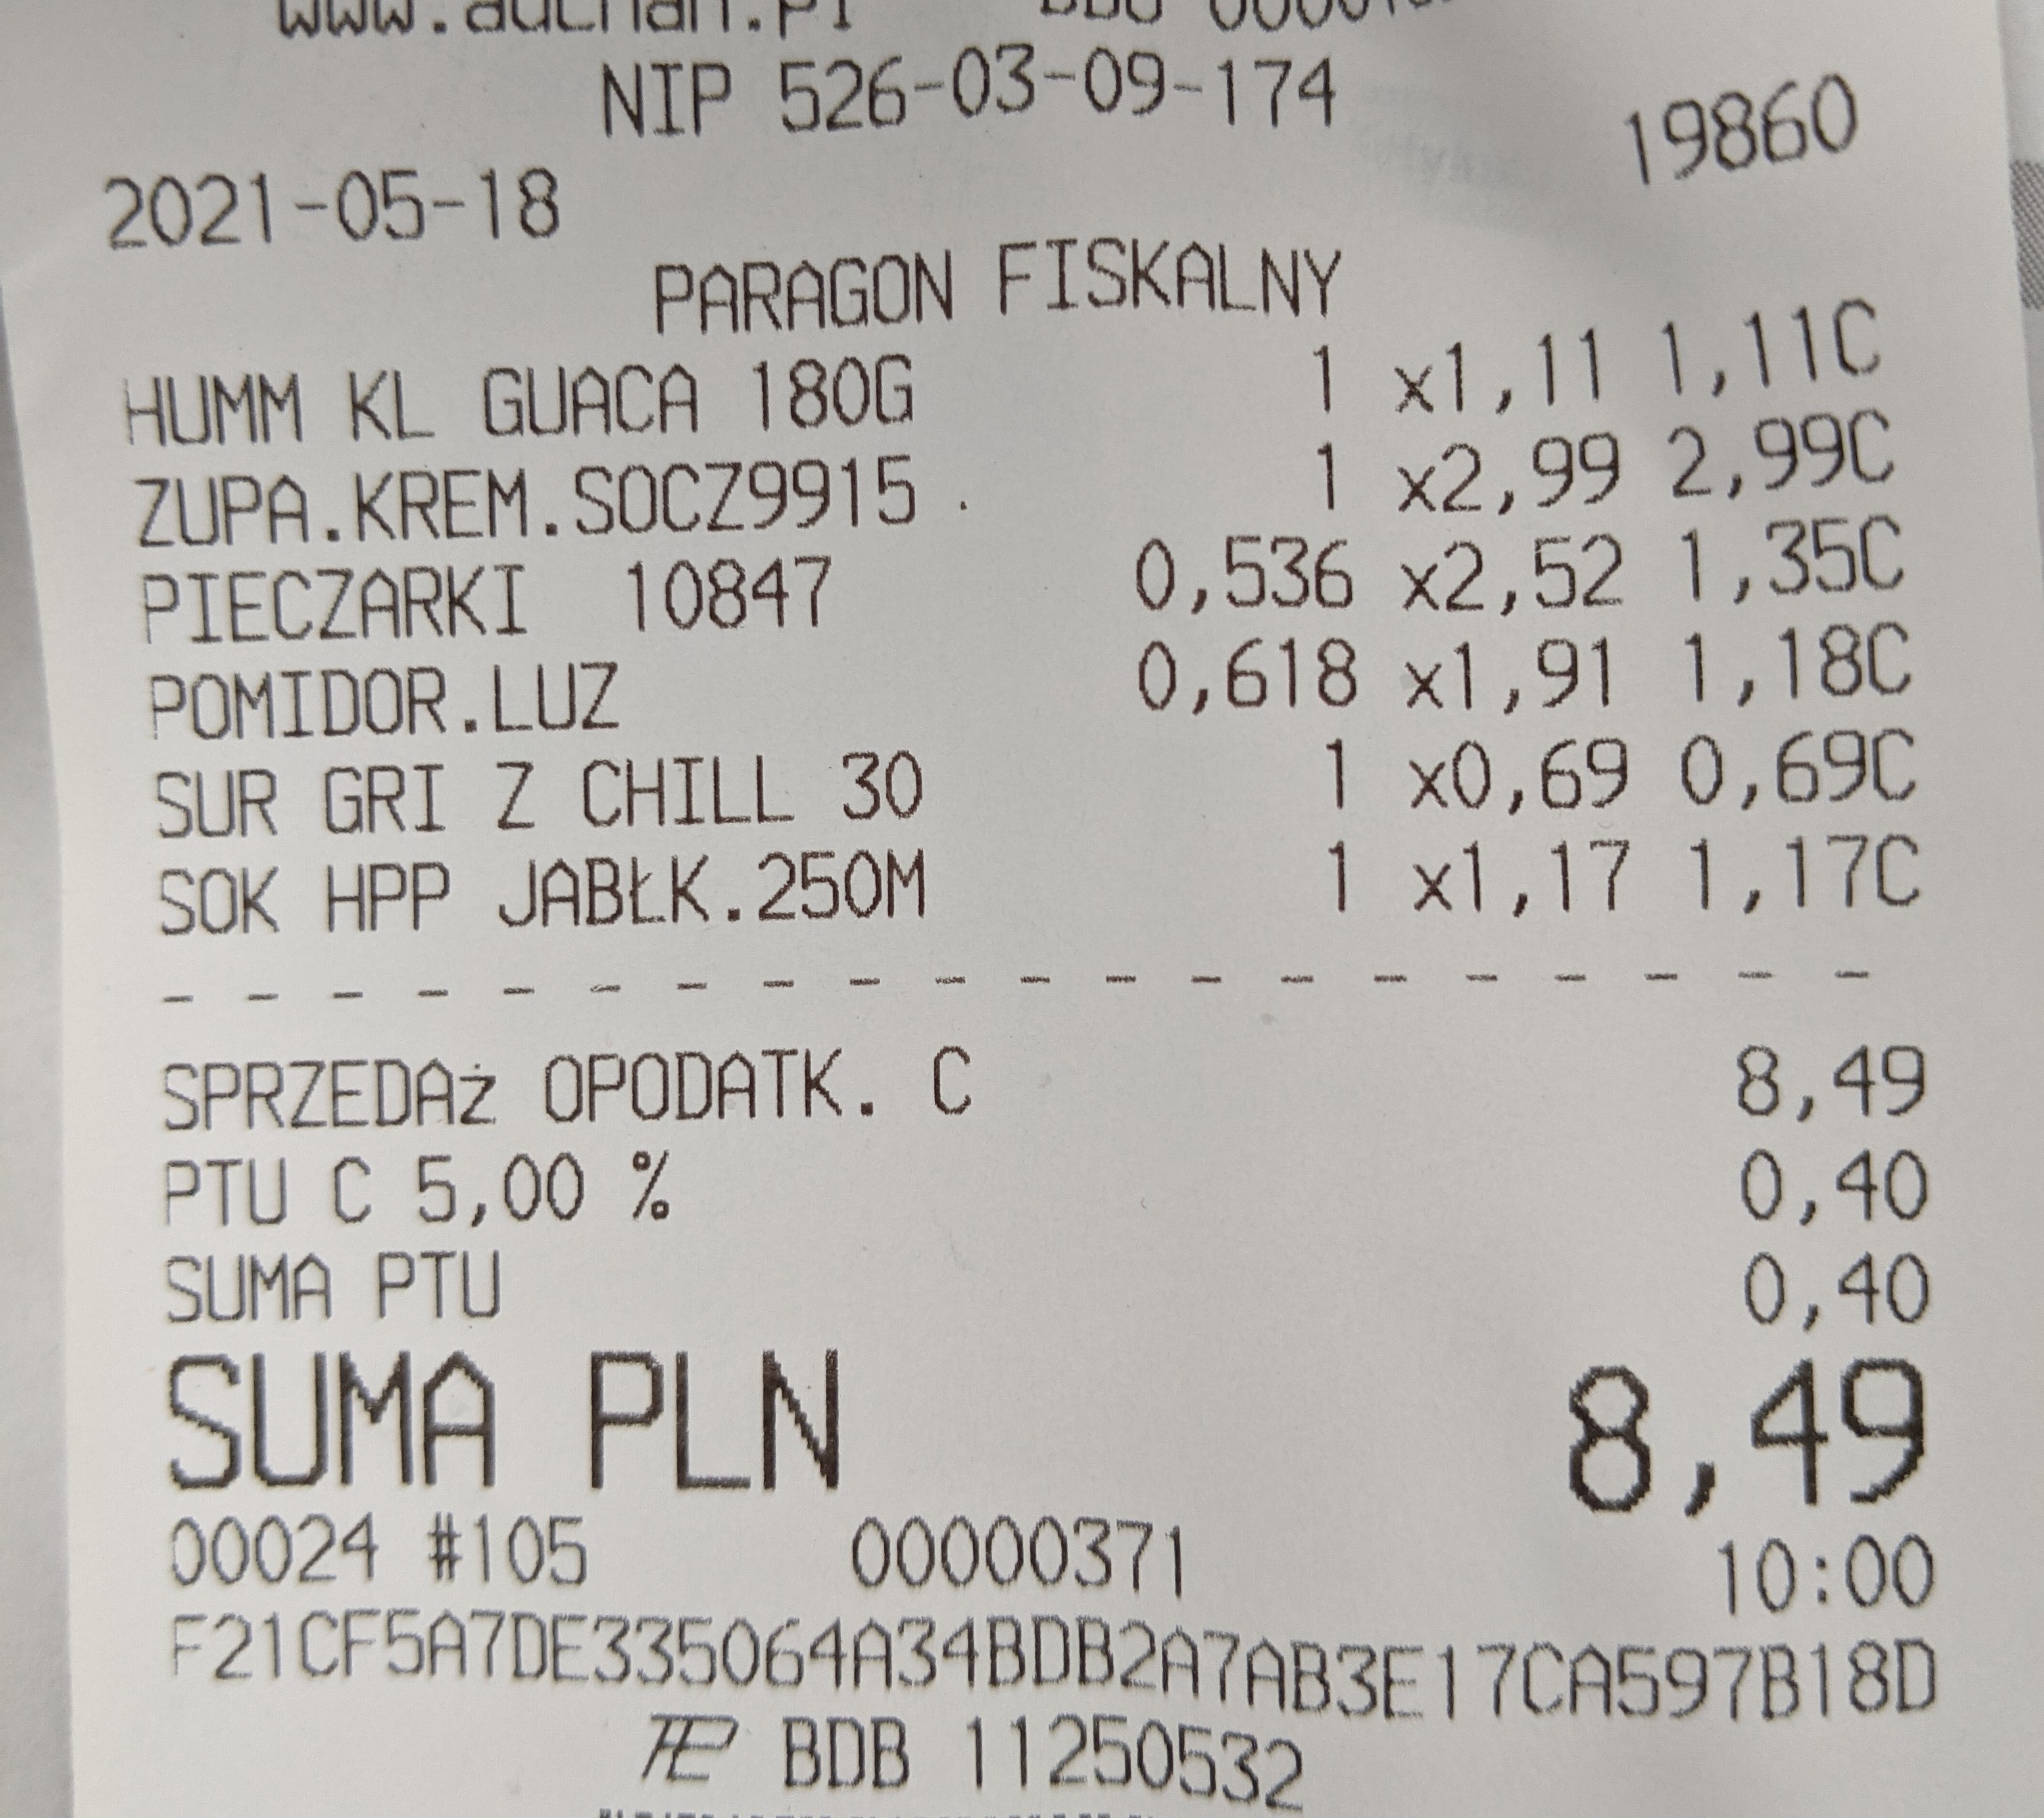 www.auchan.pl BDO
NIP 526-03-09-174
2021-05-18 19860
PARAGON FISKALNY
HUMM KL GUACA 180G 1 x1,11 1,11C
ZUPA.KREM.SOCZ9915 . 1 x2,99 2,99C
PIECZARKI 10847 0,536 x2,52 1,35C
POMIDOR.LUZ 0,618 x1,91 1,18C
SUR GRI Z CHILL 30 1 x0,69 0,69C
SOK HPP JABŁK.250M 1 x1,17 1,17C
- - - - - - - - - - - - - - - - - - - -
SPRZEDAż OPODATK. C 8,49
PTU C 5,00 % 0,40
SUMA PTU 0,40
SUMA PLN 8,49
00024 #105 00000371 10:00
F21CF5A7DE335064A34BDB2A7AB3E17CA597B18D
BDB 11250532